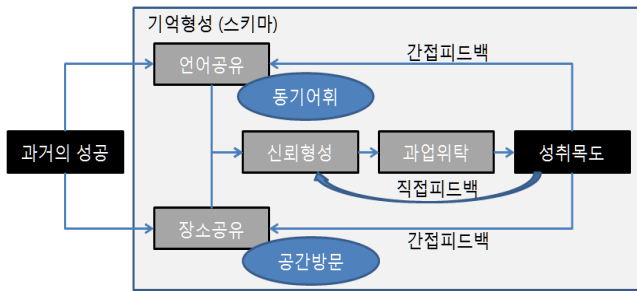 기억형성 (스키마)
언어공유
간접피드백
동기어휘
과거의 성공
신뢰형성
과업위탁
성취목도
직접피드백
장소공유
간접피드백
공간방문